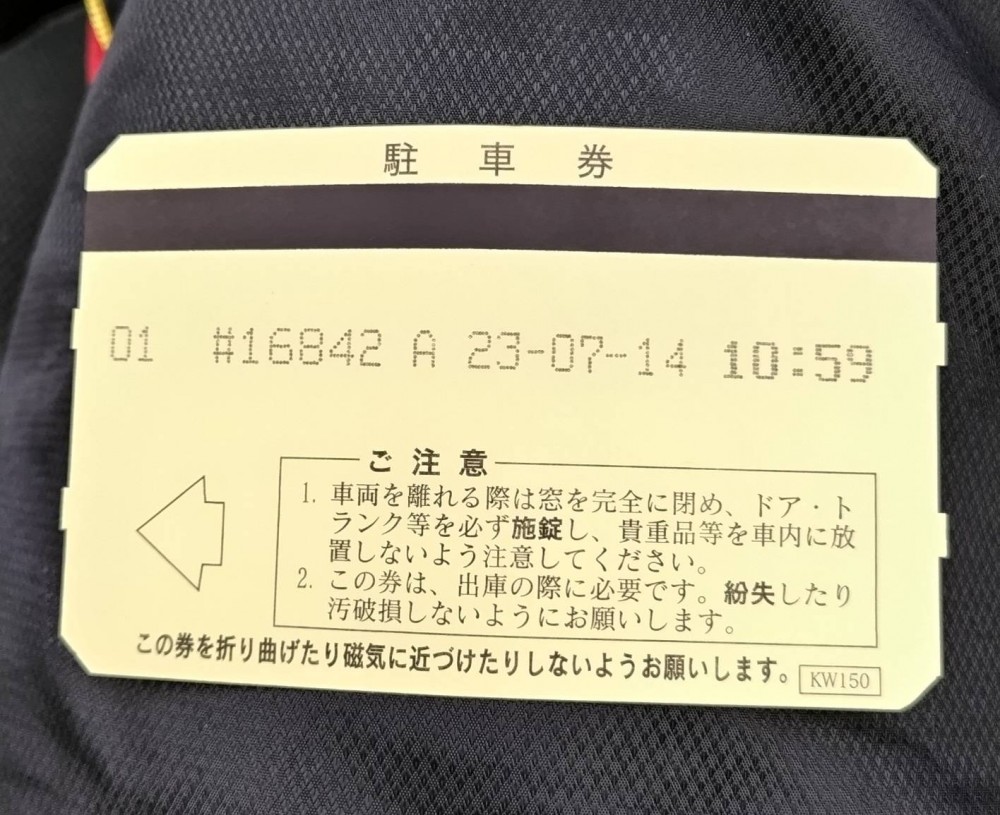 駐車券
01 #16842 A 23-07-14 10:59
ご注意
1. 車両を離れる際は窓を完全に閉め、ドア・ト
ランク等を必ず施錠し、貴重品等を車内に放
置しないよう注意してください。
2. この券は、出庫の際に必要です。紛失したり
汚破損しないようにお願いします。
この券を折り曲げたり磁気に近づけたりしないようお願いします。
KW150